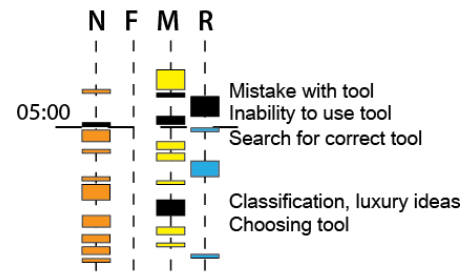 N F M R
Mistake with tool
05:00 Inability to use tool
Search for correct tool
Classification, luxury ideas
Choosing tool